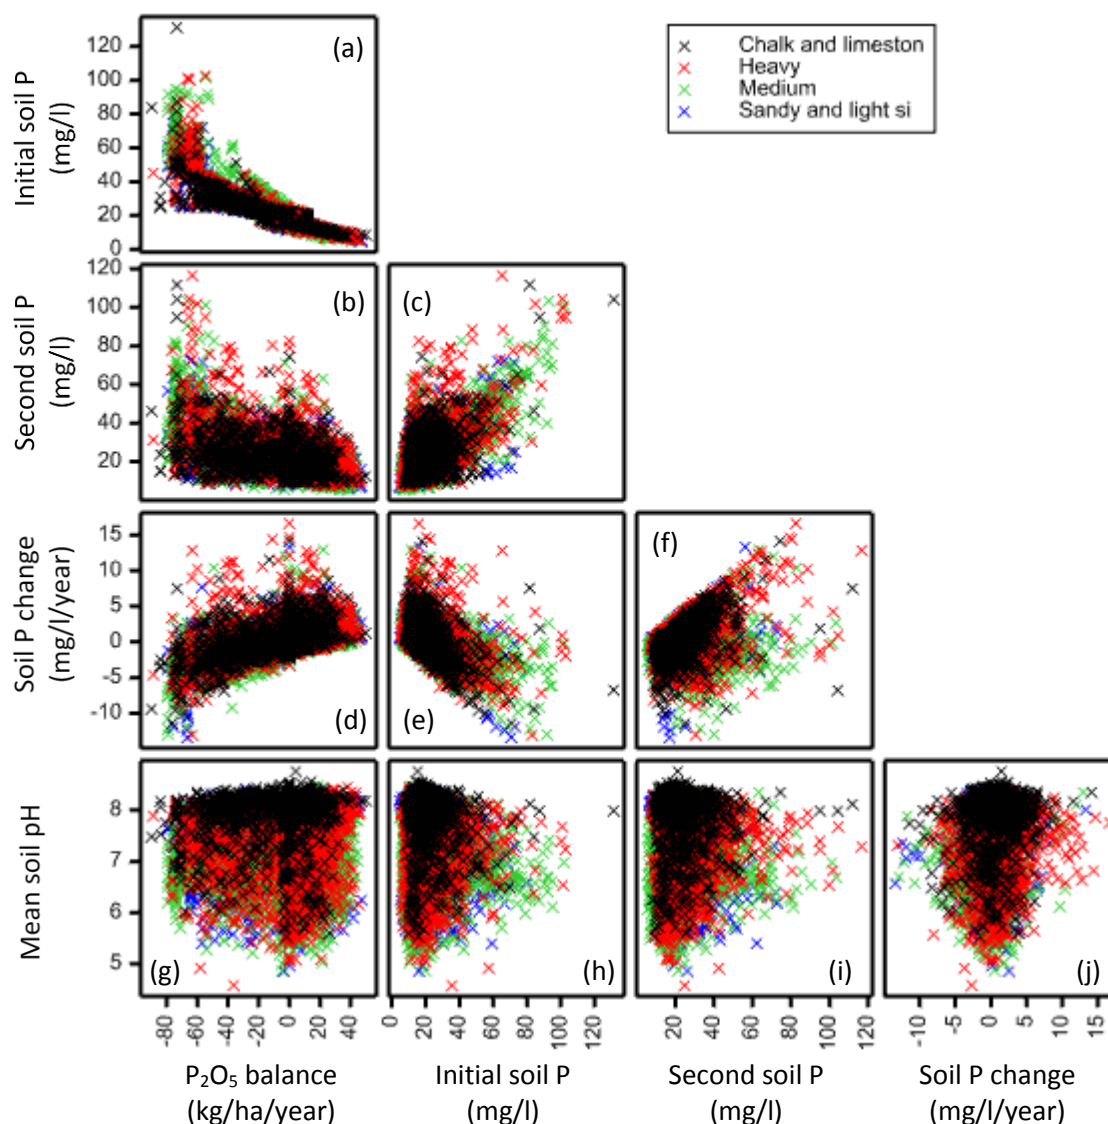 Chalk and limeston
Heavy
Medium
Sandy and light si
Initial soil P
(mg/l)
120
100
80
60
40
20
0
(a)
Second soil P
(mg/l)
120
100
80
60
40
20
(b)
(c)
Soil P change
(mg/l/year)
15
10
5
0
-5
-10
(d)
(e)
(f)
Mean soil pH
8
7
6
5
(g)
(h)
(i)
(j)
-80 -60 -40 -20 0 20 40
0 20 40 60 80 100 120
20 40 60 80 100 120
-10 -5 0 5 10 15
P₂O₅ balance
(kg/ha/year)
Initial soil P
(mg/l)
Second soil P
(mg/l)
Soil P change
(mg/l/year)